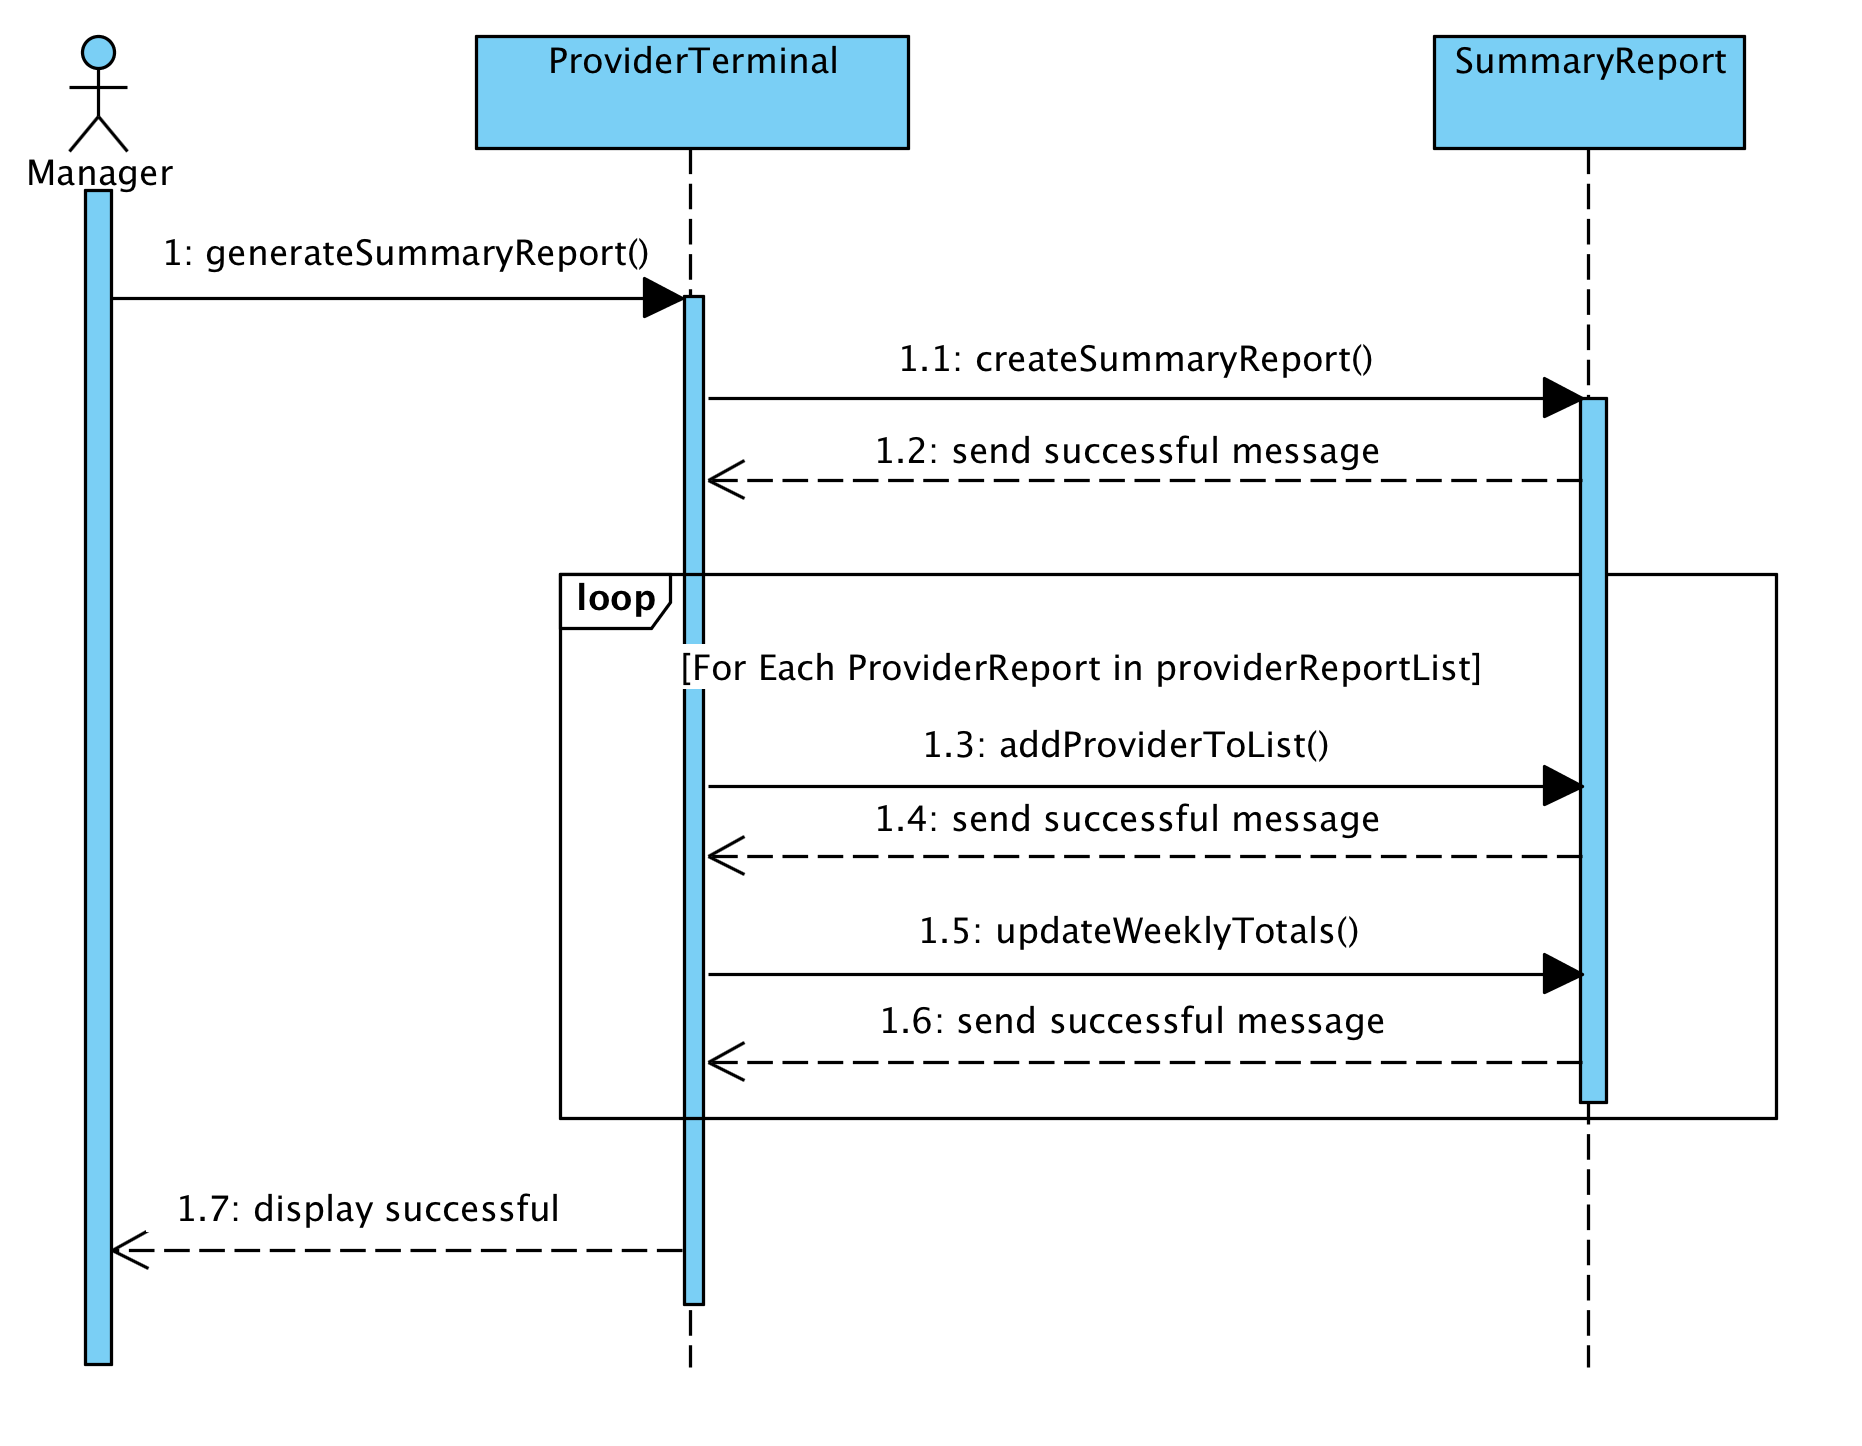 ProviderTerminal
SummaryReport
Manager
1: generateSummaryReport()
1.1: createSummaryReport()
1.2: send successful message
loop
[For Each ProviderReport in providerReportList]
1.3: addProviderToList()
1.4: send successful message
1.5: updateWeeklyTotals()
1.6: send successful message
1.7: display successful